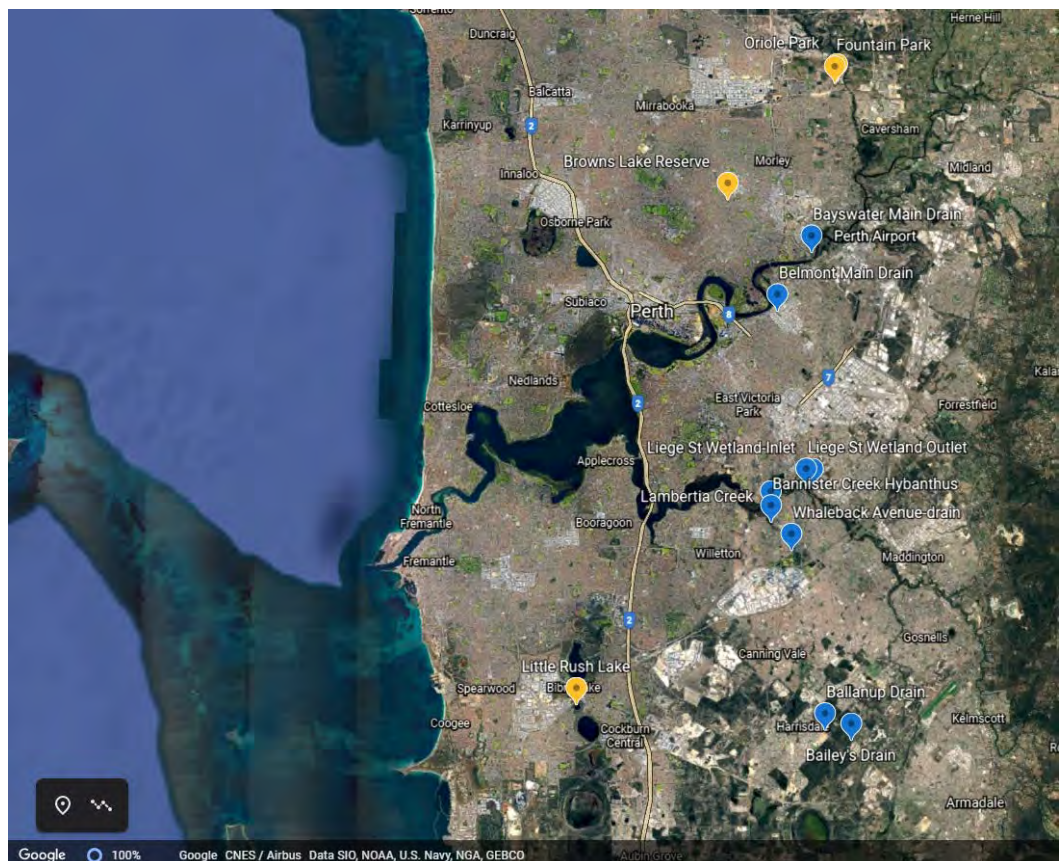 Sorrento
Herne Hill
Duncraig
Oriole Park
Fountain Park
Balcatta
Mirrabooka
Karrinyup
2
Caversham
Browns Lake Reserve
Morley
Midland
Innaloo
Osborne Park
Bayswater Main Drain
Perth Airport
Belmont Main Drain
Subiaco
Perth
8
Nedlands
7
Cottesloe
2
East Victoria
Park
Forrestfield
Applecross
Liege St Wetland-Inlet
Liege St Wetland Outlet
Lambertia Creek
Bannister Creek Hybanthus
North
Fremantle
Booragoon
Whaleback Avenue-drain
Fremantle
Willetton
Maddington
2
Gosnells
Canning Vale
Little Rush Lake
Spearwood
Ballanup Drain
Coogee
Cockburn
Central
Harrisdale
Kelmscott
Bailey's Drain
Armadale
Aubin Grove
Google
100%
Google CNES / Airbus Data SIO, NOAA, U.S. Navy, NGA, GEBCO